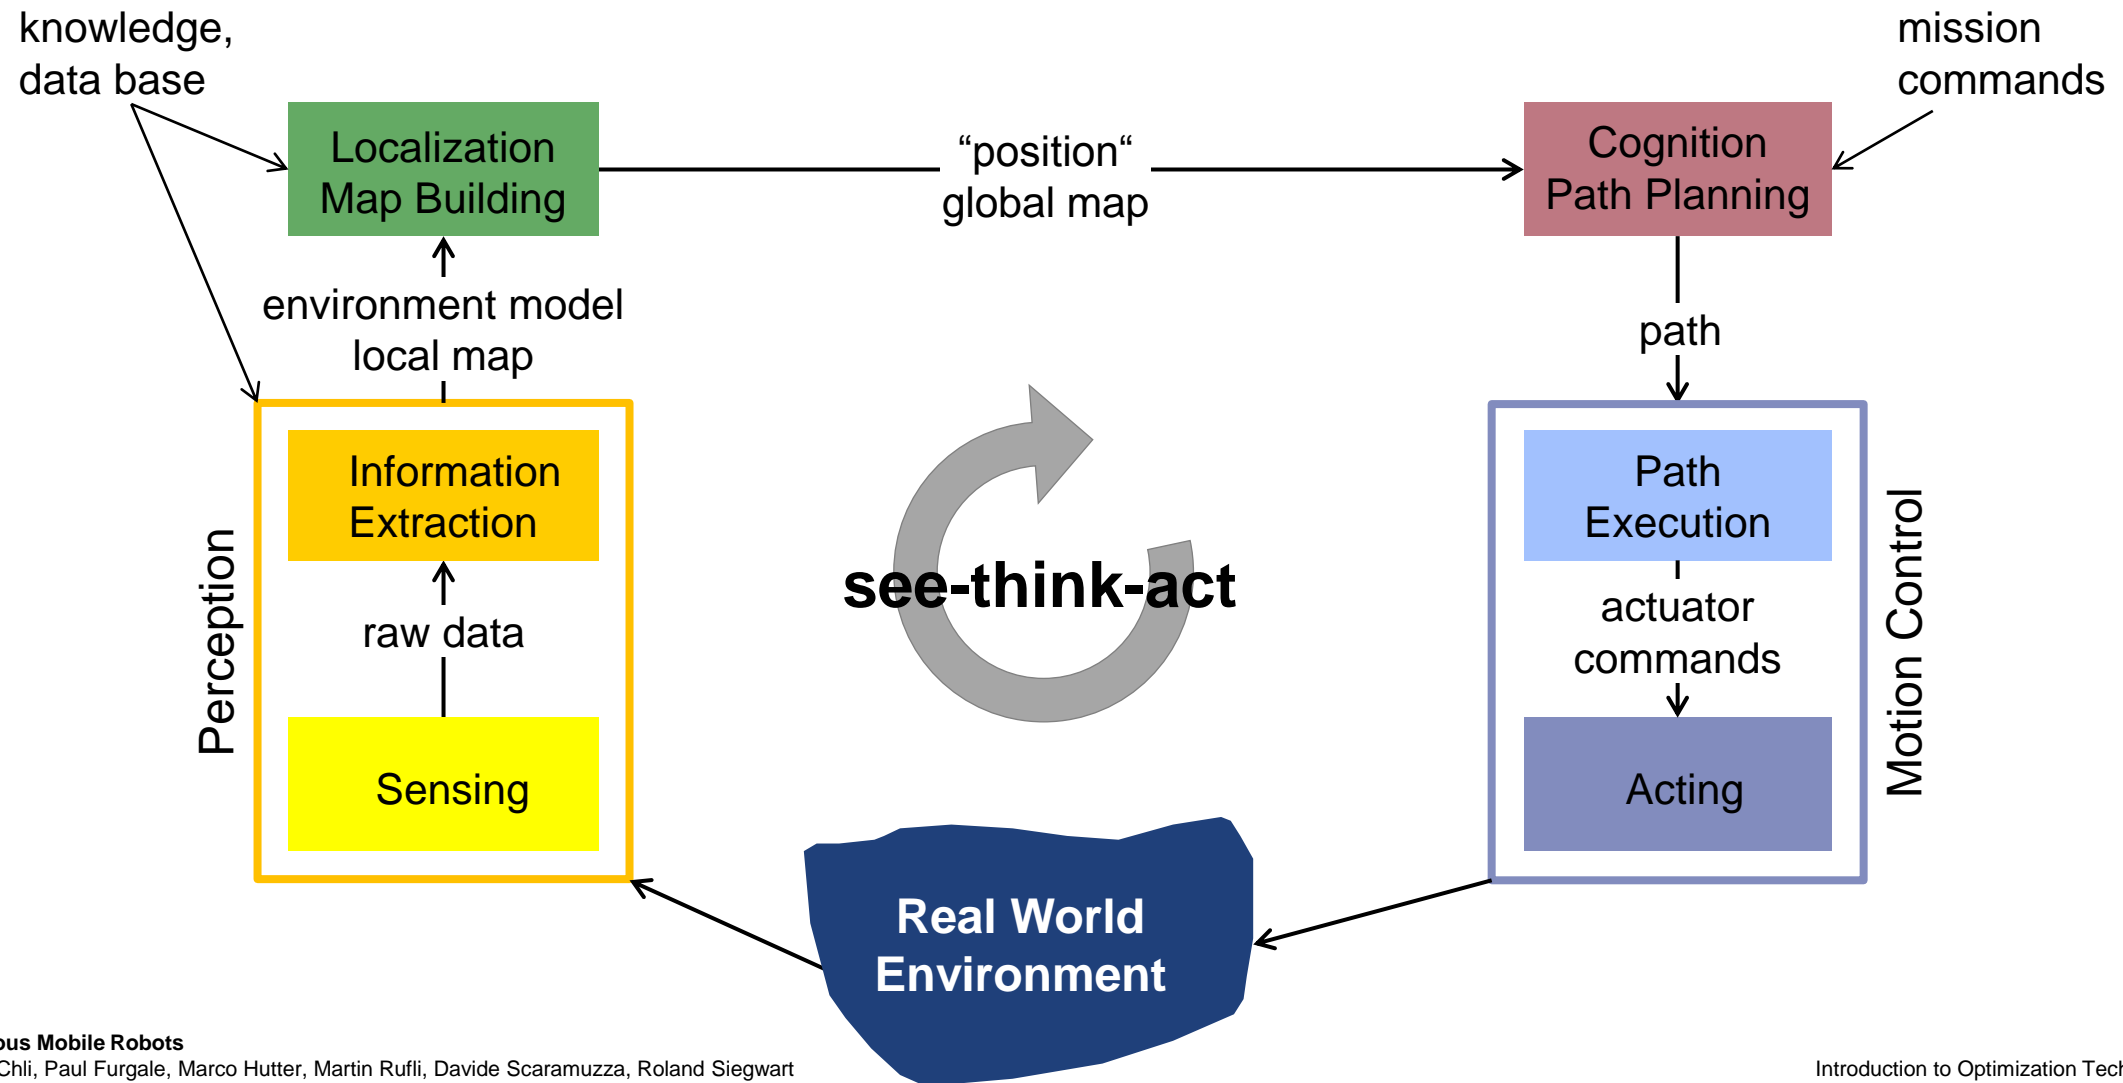 knowledge,
data base
mission
commands
Localization
Map Building
“position“
global map
Cognition
Path Planning
environment model
local map
path
Perception
Information
Extraction
raw data
Sensing
see-think-act
Path
Execution
actuator
commands
Acting
Motion Control
Real World
Environment
Mobile Robots
Chli, Paul Furgale, Marco Hutter, Martin Rufli, Davide Scaramuzza, Roland Siegwart
Introduction to Optimization